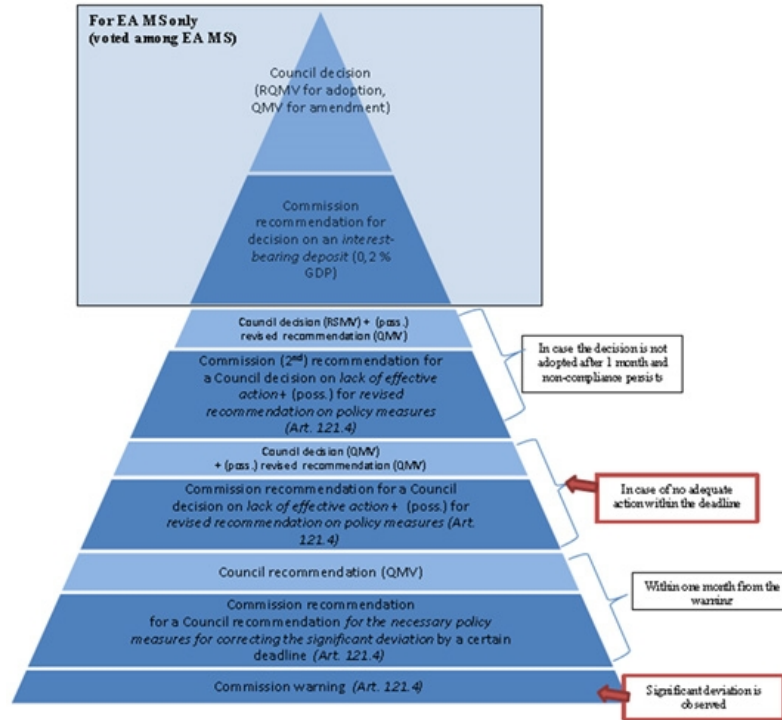 For EA MS only
(voted among EA MS)
Council decision
(RQMV for adoption,
QMV for amendment)
Commission
recommendation for
decision on an interest-
bearing deposit (0,2 %
GDP)
Council decision (RSMV) + (poss.)
revised recommendation (QMV)
Commission (2nd) recommendation for
a Council decision on lack of effective
action + (poss.) for revised
recommendation on policy measures
(Art. 121.4)
In case the decision is not
adopted after 1 month and
non-compliance persists
Council decision (QMV)
+ (poss.) revised recommendation (QMV)
Commission recommendation for a Council
decision on lack of effective action + (poss.) for
revised recommendation on policy measures (Art.
121.4)
In case of no adequate
action within the deadline
Council recommendation (QMV)
Commission recommendation
for a Council recommendation for the necessary policy
measures for correcting the significant deviation by a certain
deadline (Art. 121.4)
Within one month from the
warning
Commission warning (Art. 121.4)
Significant deviation is
observed